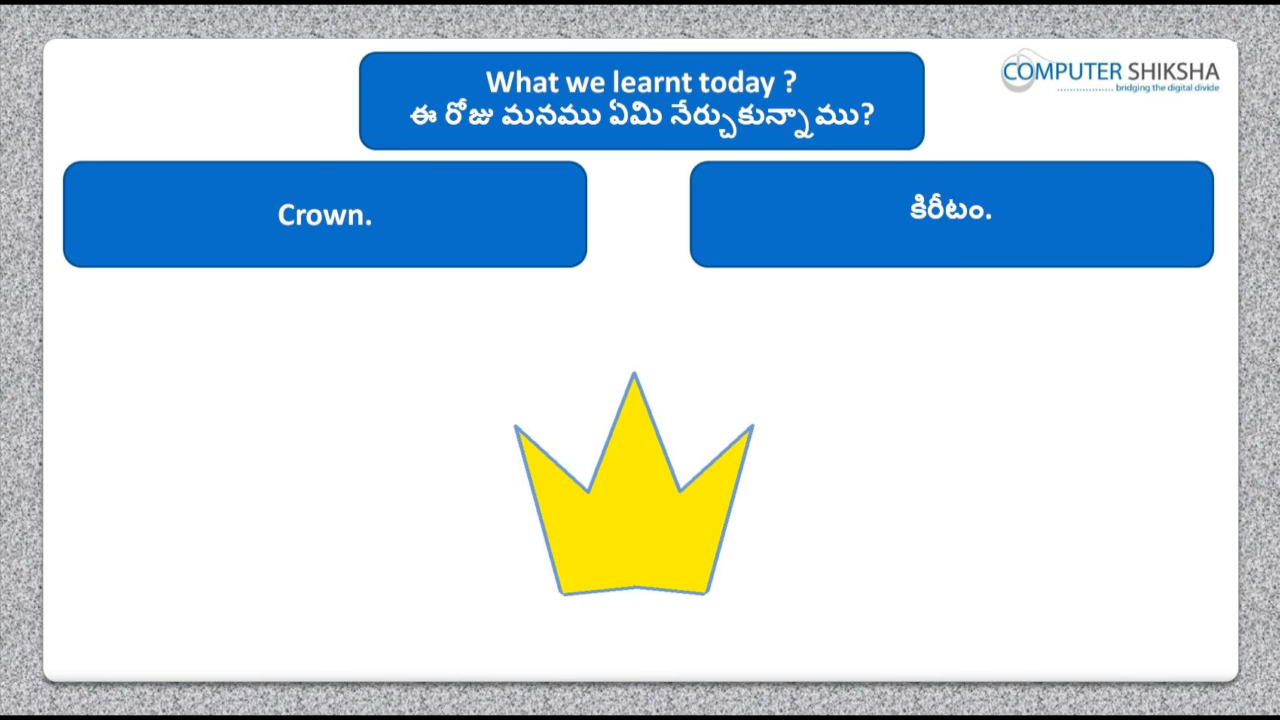 What we learnt today ?
ఈ రోజు మనము ఏమి నేర్చుకున్నాము?
COMPUTER SHIKSHA
.................. bridging the digital divide
Crown.
కిరీటం.